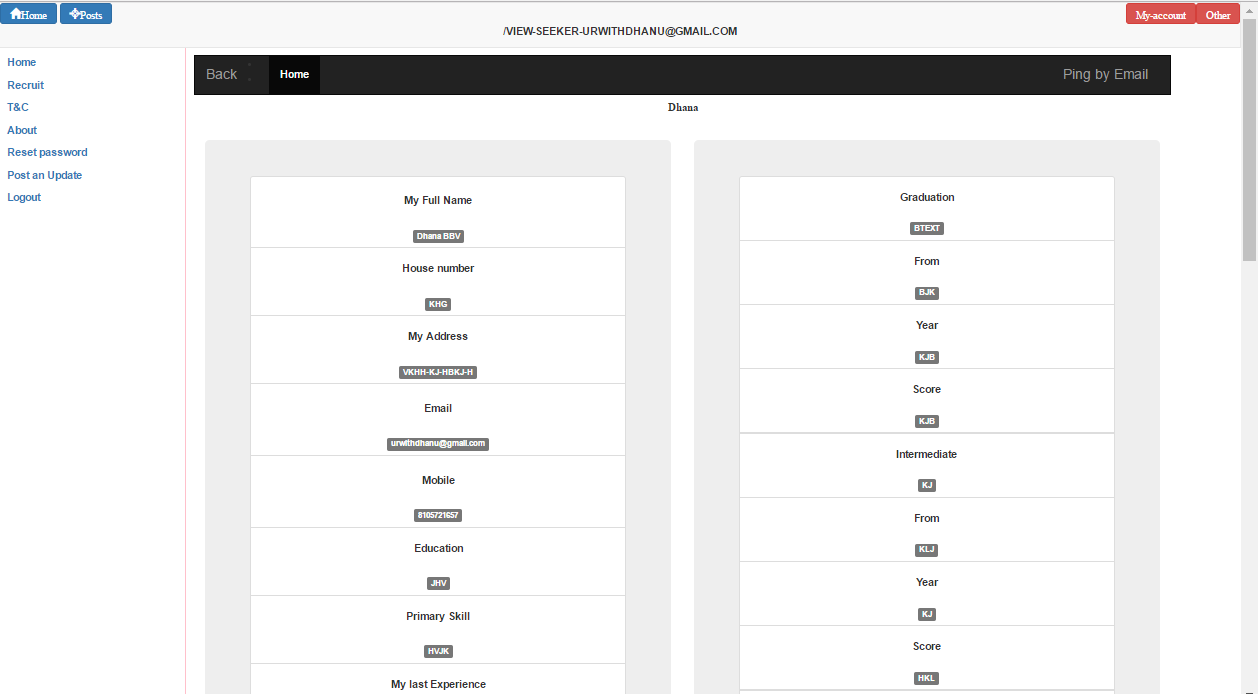 Home Posts My-account Other
/VIEW-SEEKER-URWITHDHANU@GMAIL.COM
Home
Recruit
T&C
About
Reset password
Post an Update
Logout
Back Home Ping by Email
Dhana
My Full Name
Dhana BBV
House number
KHG
My Address
VKHH-KJ-HBKJ-H
Email
urwithdhanu@gmail.com
Mobile
8105721657
Education
JHV
Primary Skill
HVJK
My last Experience
Graduation
BTEXT
From
BJK
Year
KJB
Score
KJB
Intermediate
KJ
From
KLJ
Year
KJ
Score
HKL